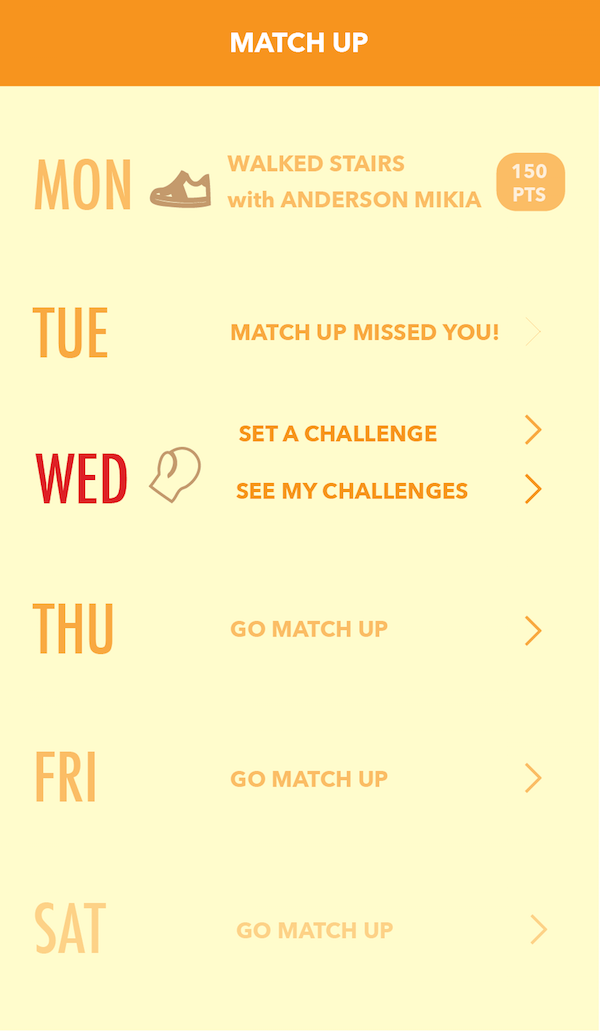 MATCH UP
MON
WALKED STAIRS
with ANDERSON MIKIA
150
PTS
TUE
MATCH UP MISSED YOU!
WED
SET A CHALLENGE
SEE MY CHALLENGES
THU
GO MATCH UP
FRI
GO MATCH UP
SAT
GO MATCH UP